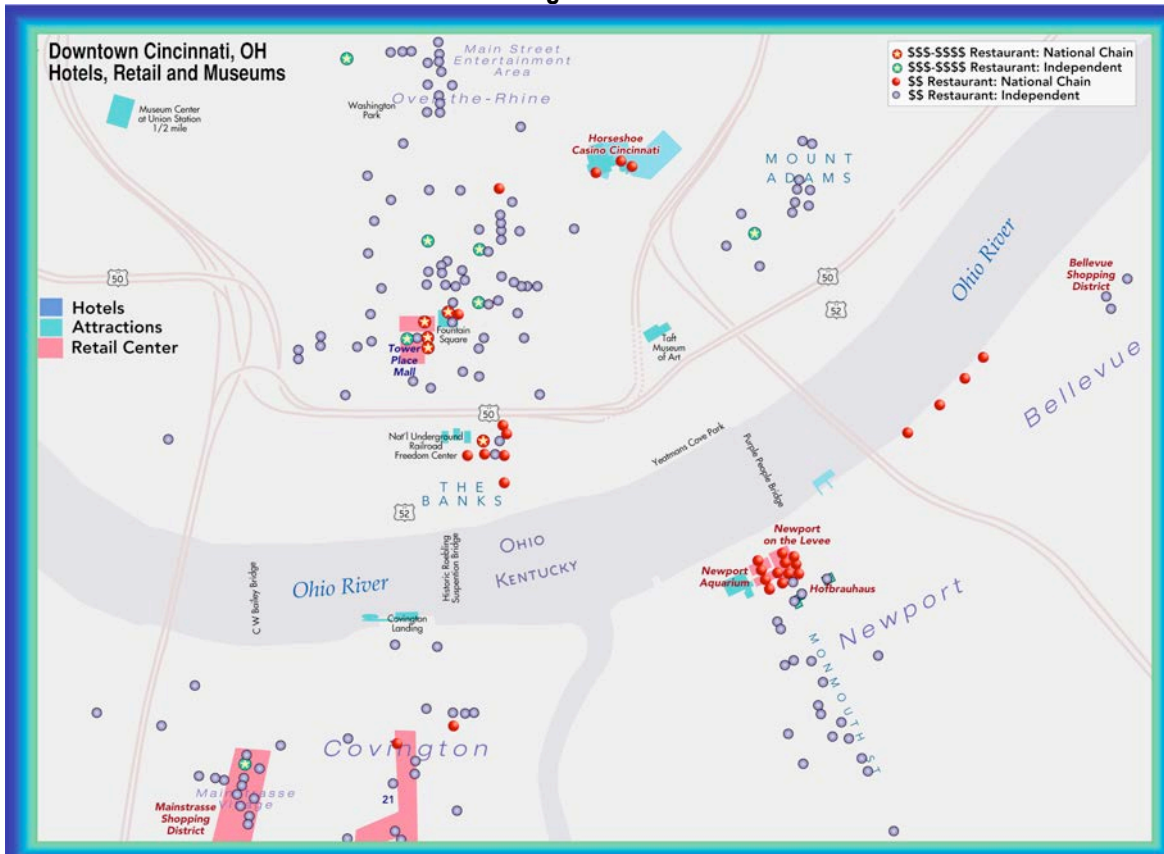 Downtown Cincinnati, OH
Hotels, Retail and Museums
Main Street
Entertainment
Area
$$$-$$$$ Restaurant: National Chain
$$$-$$$$ Restaurant: Independent
$$ Restaurant: National Chain
$$ Restaurant: Independent
Museum Center
at Union Station
1/2 mile
Washington
Park
Over-the-Rhine
Horseshoe
Casino Cincinnati
MOUNT
ADAMS
Ohio River
Bellevue
Shopping
District
50
50
52
Hotels
Attractions
Retail Center
Fountain
Square
Tower
Place
Mall
Taft
Museum
of Art
Bellevue
50
Nat'l Underground
Railroad
Freedom Center
Yeatmans Cove Park
Purple People Bridge
THE
BANKS
52
OHIO
KENTUCKY
Newport
on the Levee
Newport
Aquarium
Hofbrauhaus
Ohio River
C W Bailey Bridge
Historic Roebling
Suspention Bridge
Covington
Landing
Newport
MONMOUTH ST
Covington
Mainstrasse
Village
21
Mainstrasse
Shopping
District